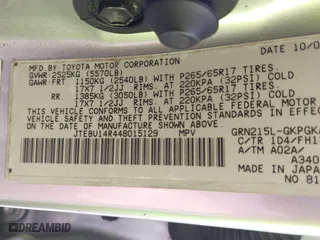 MFD BY TOYOTA MOTOR CORPORATION
DATE 10/0
GVWR 2525KG (5570LB)
GAWR FRT 1150KG (2540LB) WITH P265/65R17 TIRES.
17X7 1/2JJ RIMS AT 220KPA (32PSI) COLD
RR 1385KG (3050LB) WITH P265/65R17 TIRES.
17X7 1/2JJ RIMS AT 220KPA (32PSI) COLD
THIS VEHICLE CONFORMS TO ALL APPLICABLE FEDERAL MOTOR
VEHICLE SAFETY AND THEFT PREVENTION STANDARDS IN
EFFECT ON THE DATE OF MANUFACTURE SHOWN ABOVE.
JTEBU14R448015129 MPV
GRN215L-GKPGK
C/TR 1D4/FH1
A/TM A02A/
A340
MADE IN JAPAN
NO 81
DEALER GUARD